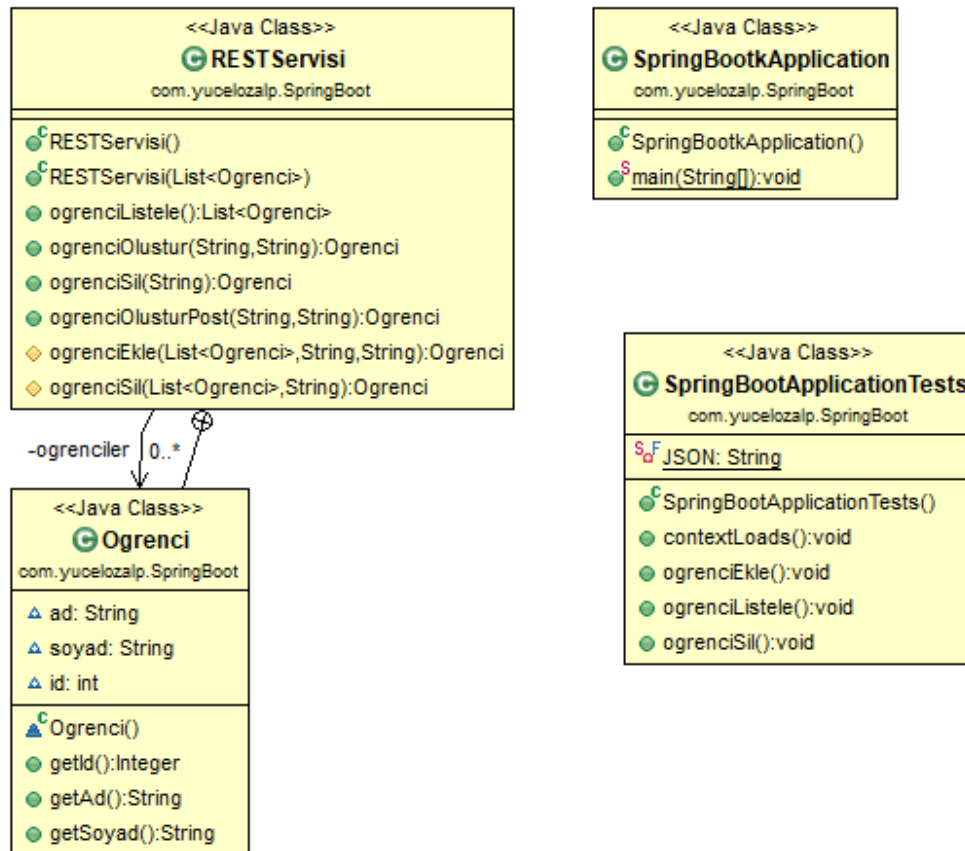 <<Java Class>>
RESTServisi
com.yucelozalp.SpringBoot
RESTServisi()
RESTServisi(List<Ogrenci>)
ogrenciListele():List<Ogrenci>
ogrenciOlustur(String,String):Ogrenci
ogrenciSil(String):Ogrenci
ogrenciOlusturPost(String,String):Ogrenci
ogrenciEkle(List<Ogrenci>,String,String):Ogrenci
ogrenciSil(List<Ogrenci>,String):Ogrenci
-ogrenciler 0..*
<<Java Class>>
Ogrenci
com.yucelozalp.SpringBoot
ad: String
soyad: String
id: int
Ogrenci()
getId():Integer
getAd():String
getSoyad():String
<<Java Class>>
SpringBootkApplication
com.yucelozalp.SpringBoot
SpringBootkApplication()
main(String[]):void
<<Java Class>>
SpringBootApplicationTests
com.yucelozalp.SpringBoot
JSON: String
SpringBootApplicationTests()
contextLoads():void
ogrenciEkle():void
ogrenciListele():void
ogrenciSil():void